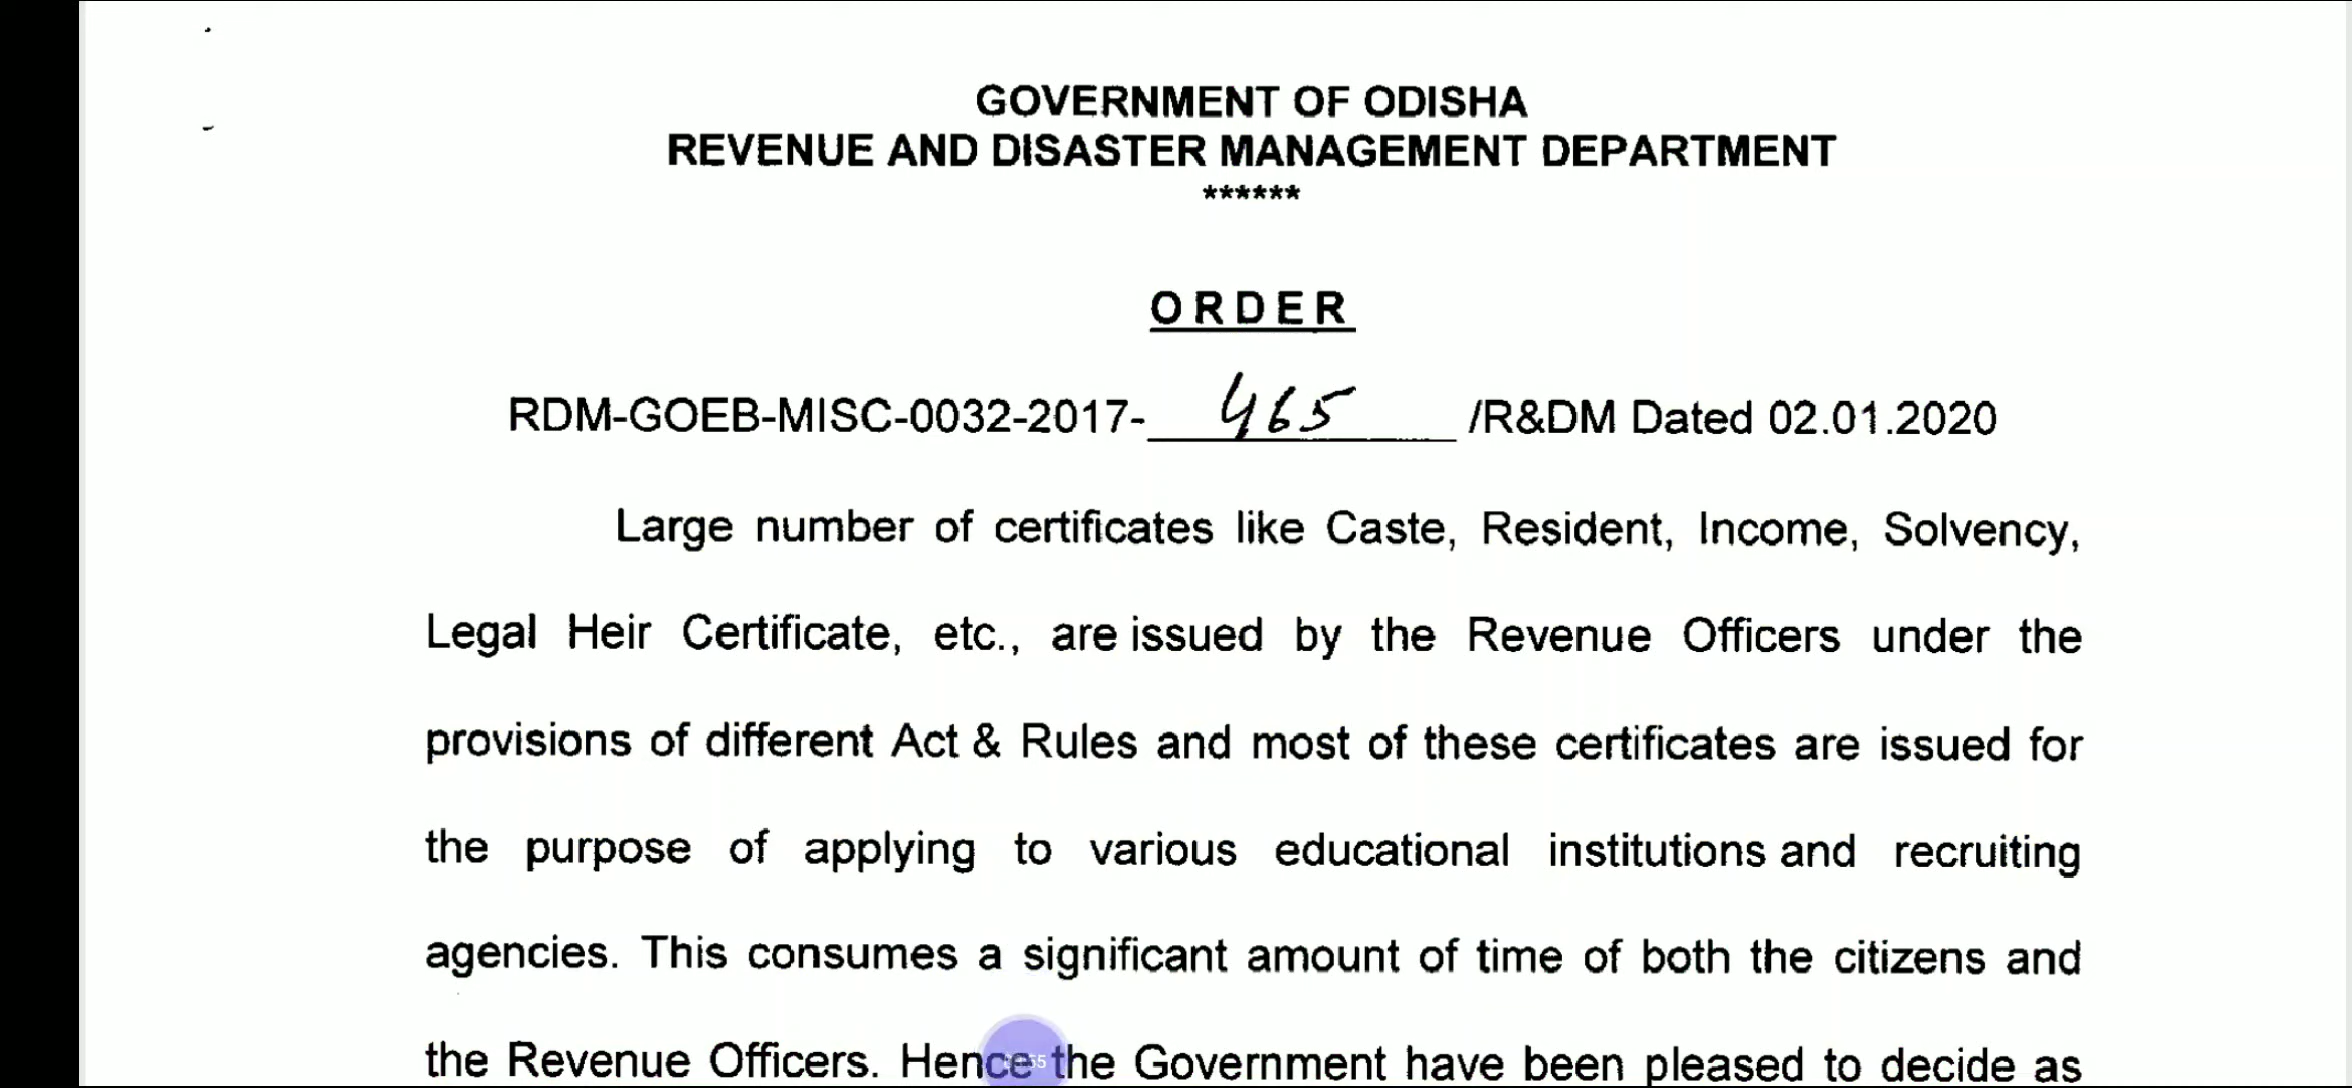 GOVERNMENT OF ODISHA
REVENUE AND DISASTER MANAGEMENT DEPARTMENT
******
ORDER
RDM-GOEB-MISC-0032-2017- 465 /R&DM Dated 02.01.2020
Large number of certificates like Caste, Resident, Income, Solvency,
Legal Heir Certificate, etc., are issued by the Revenue Officers under the
provisions of different Act & Rules and most of these certificates are issued for
the purpose of applying to various educational institutions and recruiting
agencies. This consumes a significant amount of time of both the citizens and
the Revenue Officers. Hence the Government have been pleased to decide as